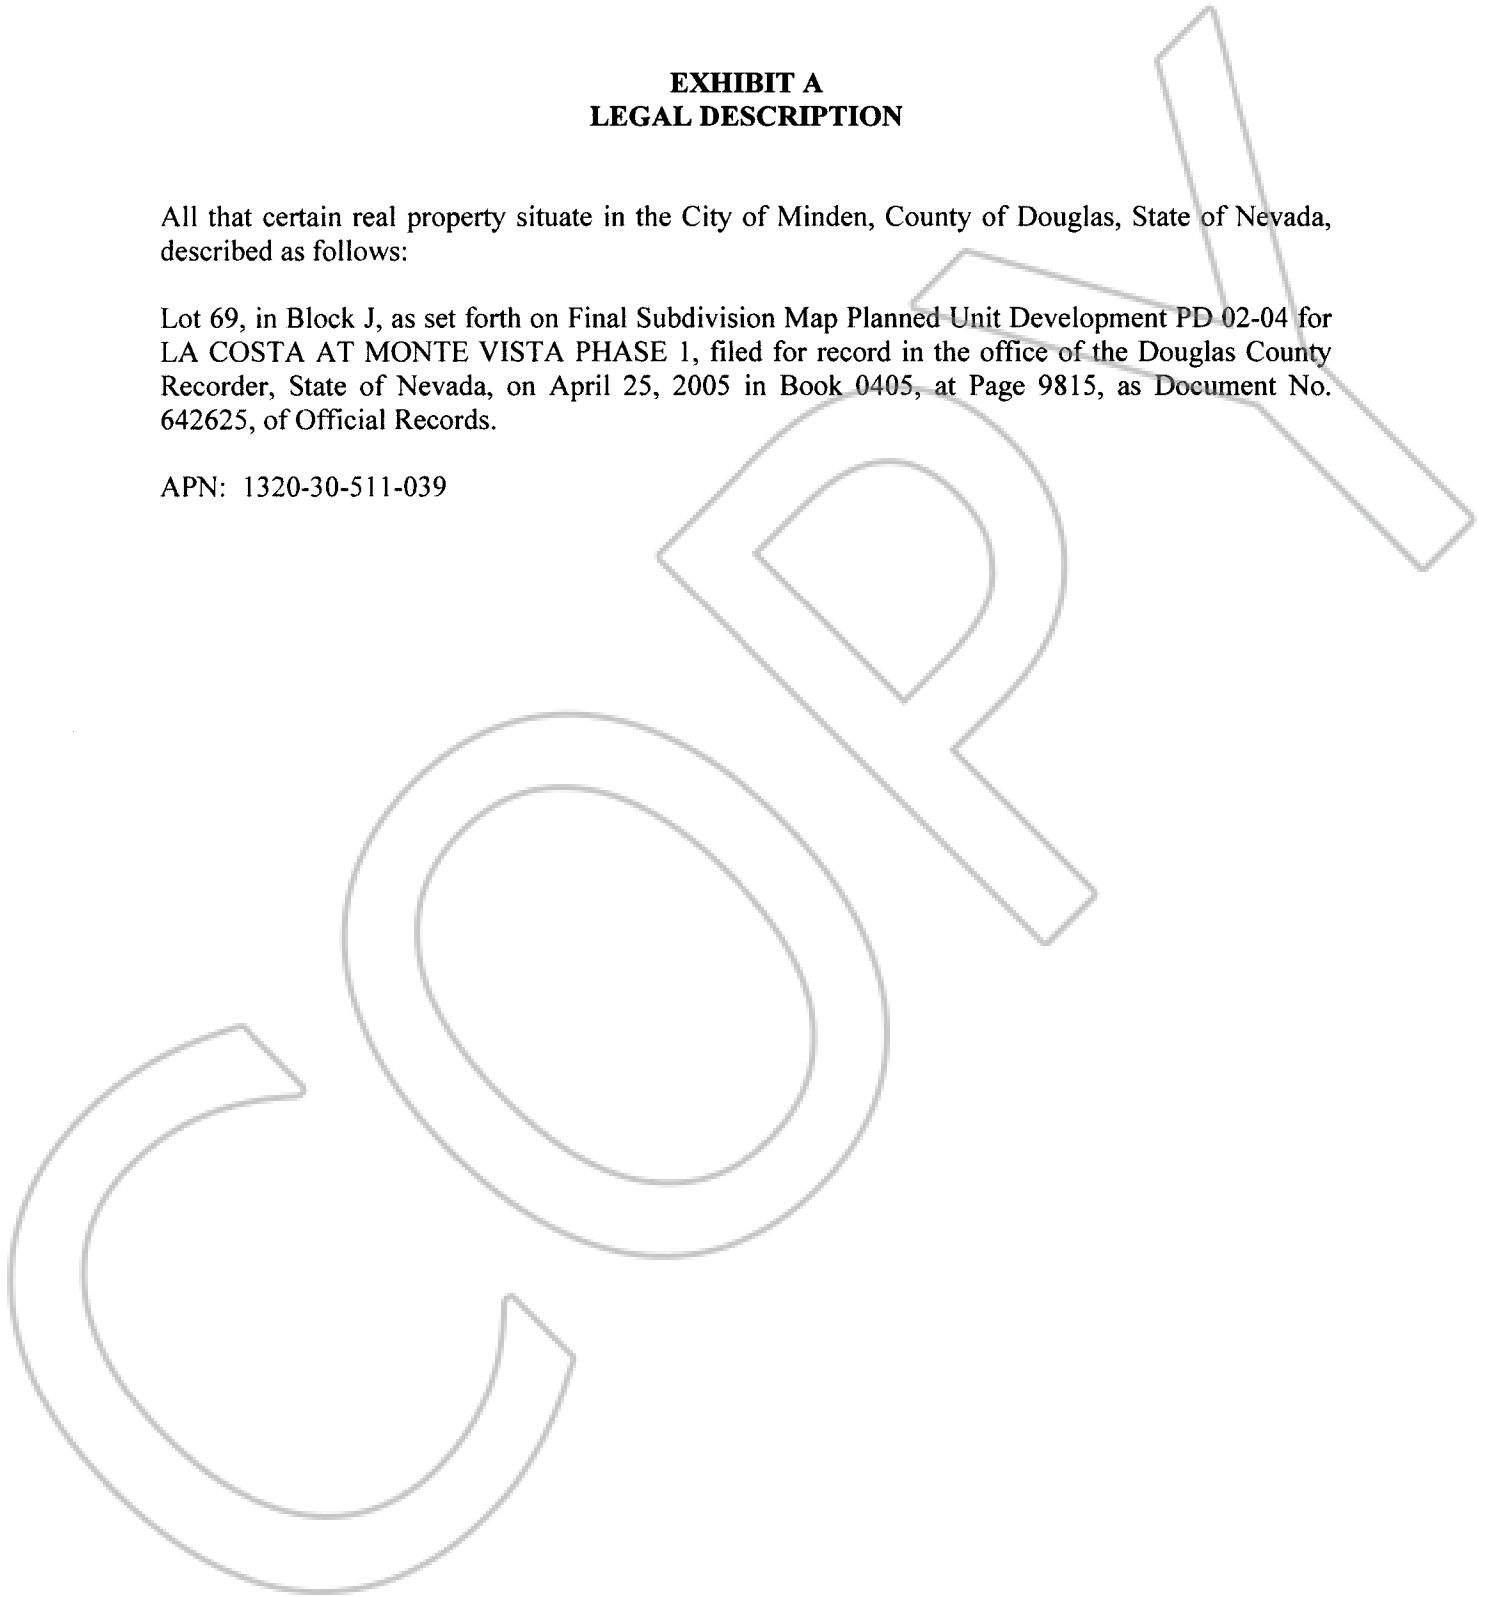 EXHIBIT A
LEGAL DESCRIPTION
All that certain real property situate in the City of Minden, County of Douglas, State of Nevada,
described as follows:
Lot 69, in Block J, as set forth on Final Subdivision Map Planned Unit Development PD 02-04 for
LA COSTA AT MONTE VISTA PHASE 1, filed for record in the office of the Douglas County
Recorder, State of Nevada, on April 25, 2005 in Book 0405, at Page 9815, as Document No.
642625, of Official Records.
APN: 1320-30-511-039
COPY